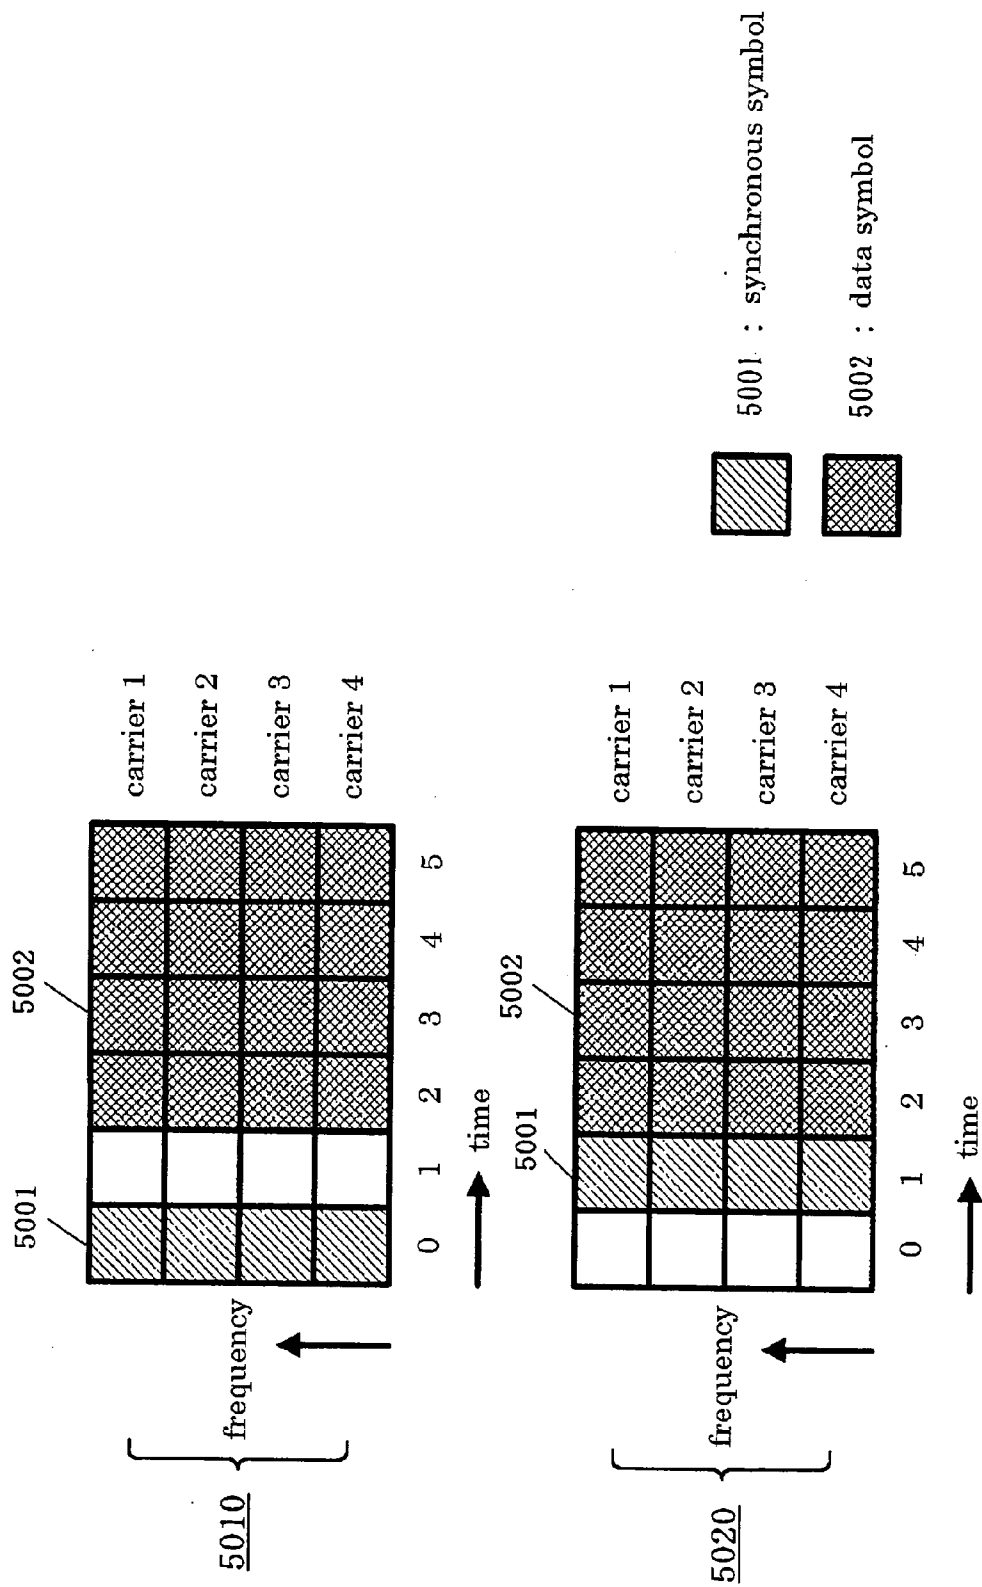 5001
5002
5010
frequency
carrier 1
carrier 2
carrier 3
carrier 4
0 1 2 3 4 5
time
5001
5002
5020
frequency
carrier 1
carrier 2
carrier 3
carrier 4
0 1 2 3 4 5
time
5001 : synchronous symbol
5002 : data symbol